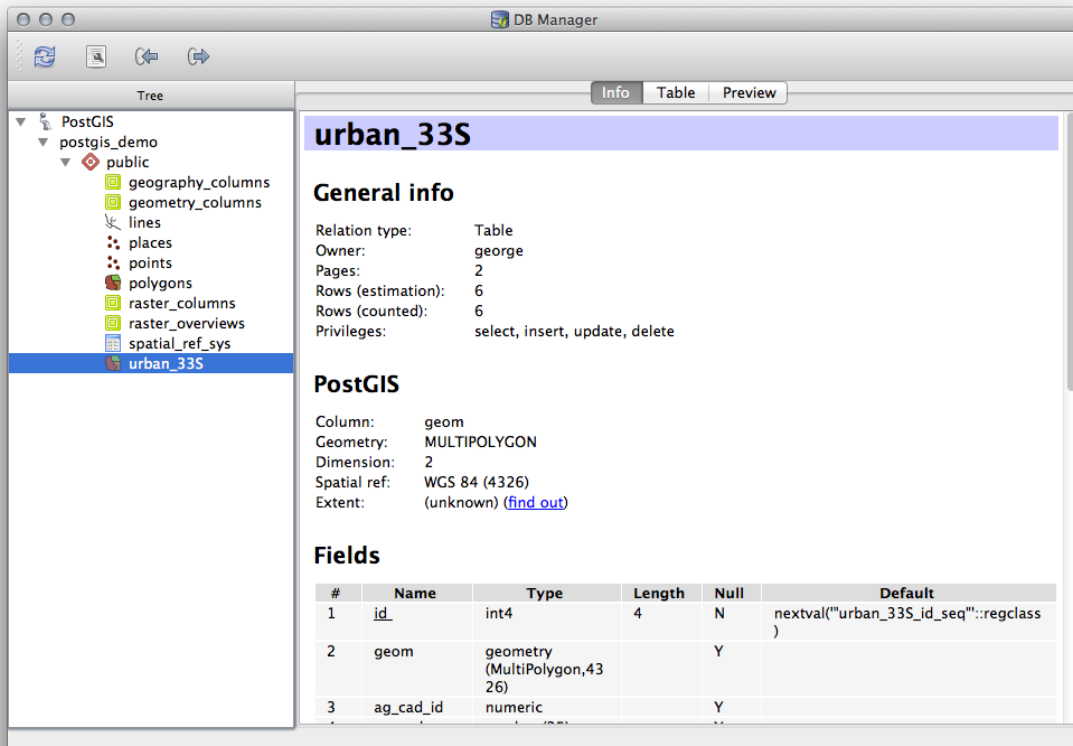 DB Manager
Tree
Info Table Preview
PostGIS
postgis_demo
public
geography_columns
geometry_columns
lines
places
points
polygons
raster_columns
raster_overviews
spatial_ref_sys
urban_33S
urban_33S
General info
Relation type: Table
Owner: george
Pages: 2
Rows (estimation): 6
Rows (counted): 6
Privileges: select, insert, update, delete
PostGIS
Column: geom
Geometry: MULTIPOLYGON
Dimension: 2
Spatial ref: WGS 84 (4326)
Extent: (unknown) (find out)
Fields
# Name Type Length Null Default
1 id int4 4 N nextval('"urban_33S_id_seq"'::regclass
)
2 geom geometry Y
(MultiPolygon,43
26)
3 ag_cad_id numeric Y